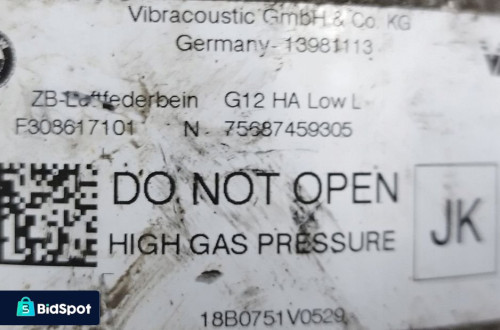 Vibracoustic GmbH & Co. KG
Germany- 13981113
ZB-Luftfederbein G12 HA Low L
F308617101 N 75687459305
DO NOT OPEN
HIGH GAS PRESSURE
JK
18B0751V0529
BidSpot